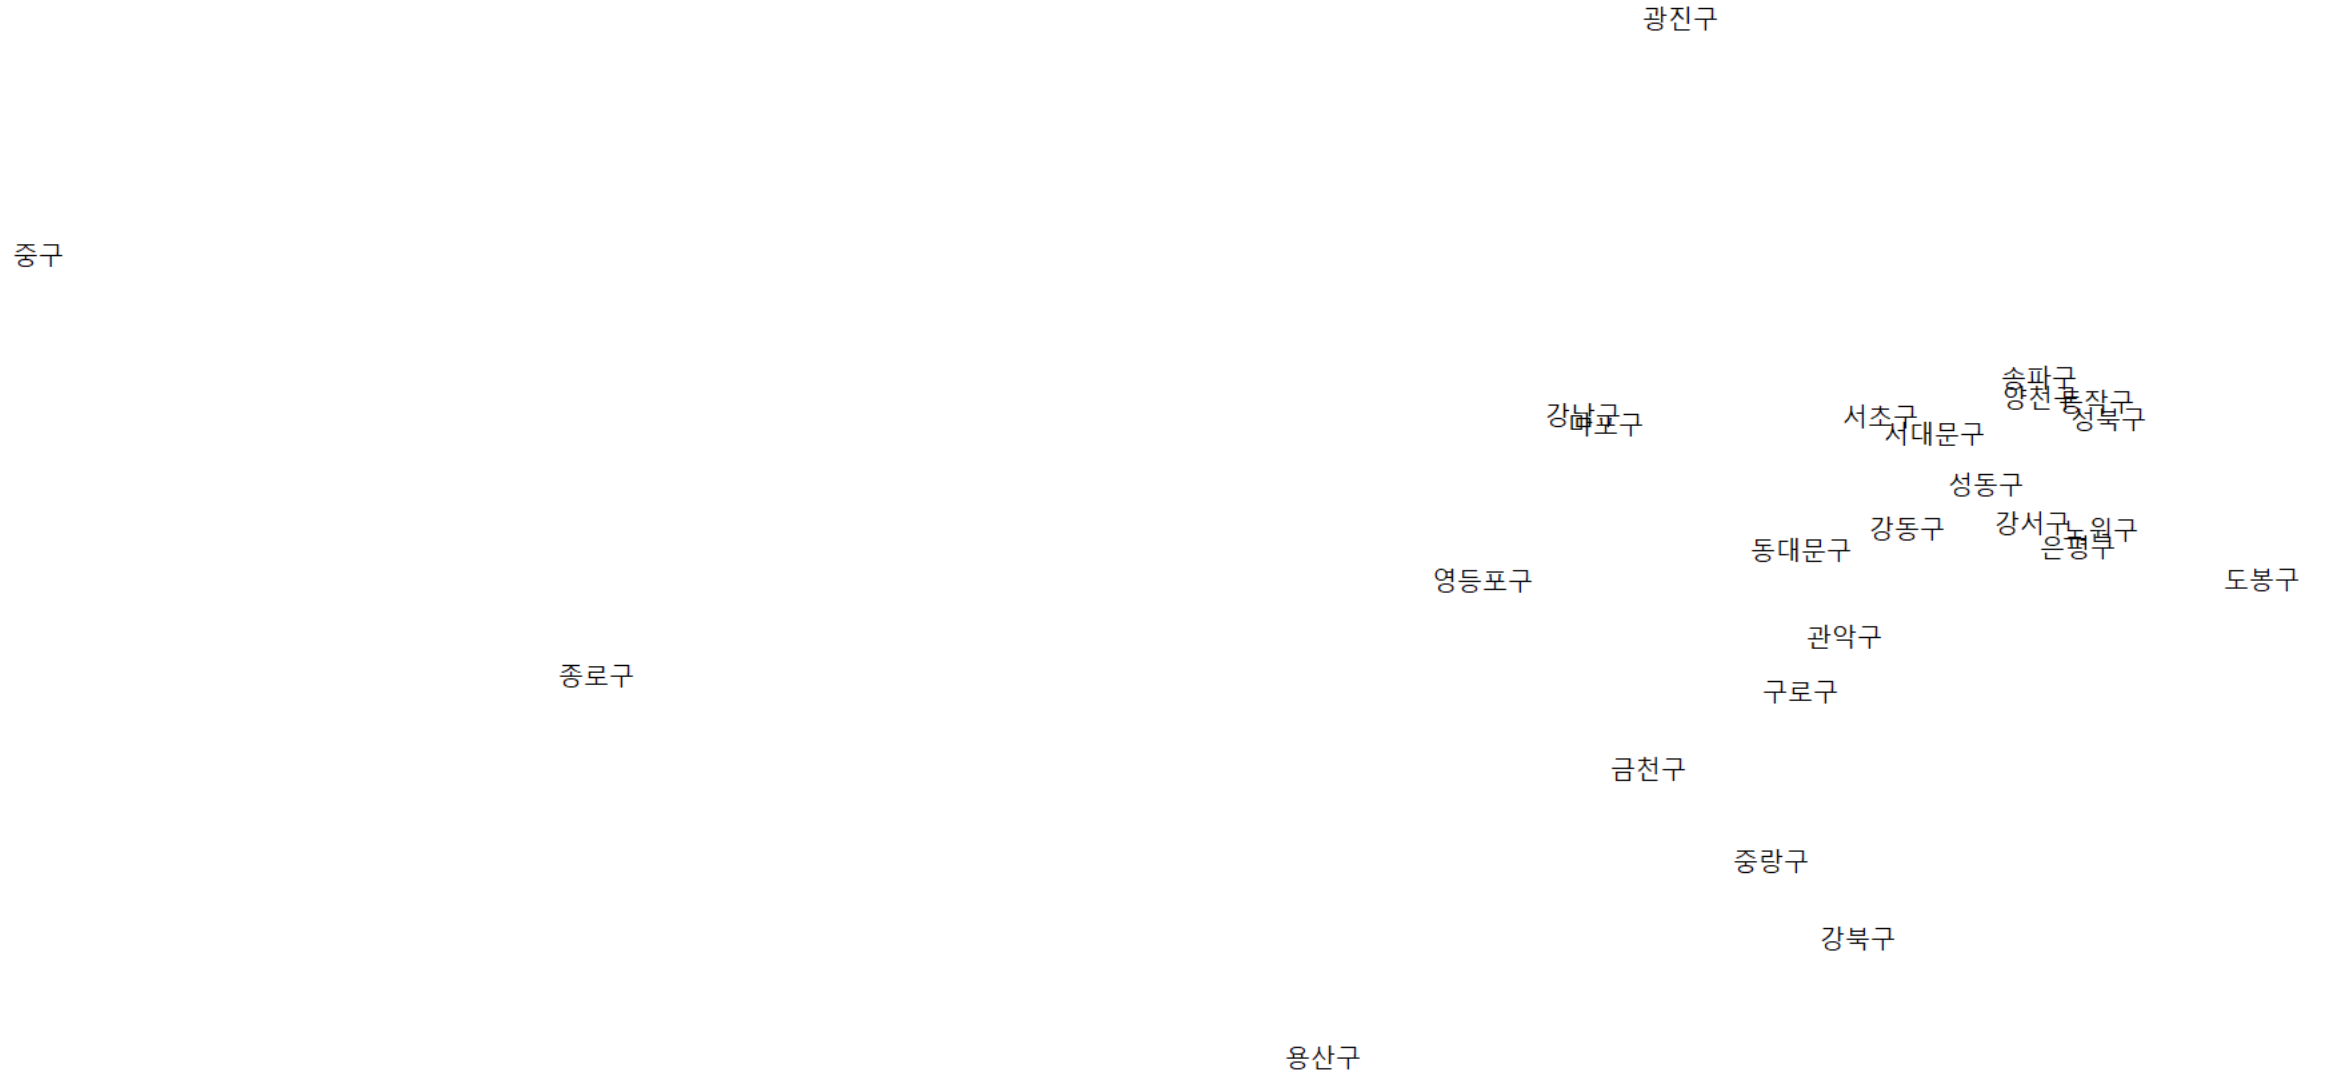 광진구
중구
송파구
양천구
동작구
강남구
마포구
서초구
성북구
서대문구
성동구
강서구
강동구
노원구
은평구
동대문구
영등포구
도봉구
관악구
종로구
구로구
금천구
중랑구
강북구
용산구